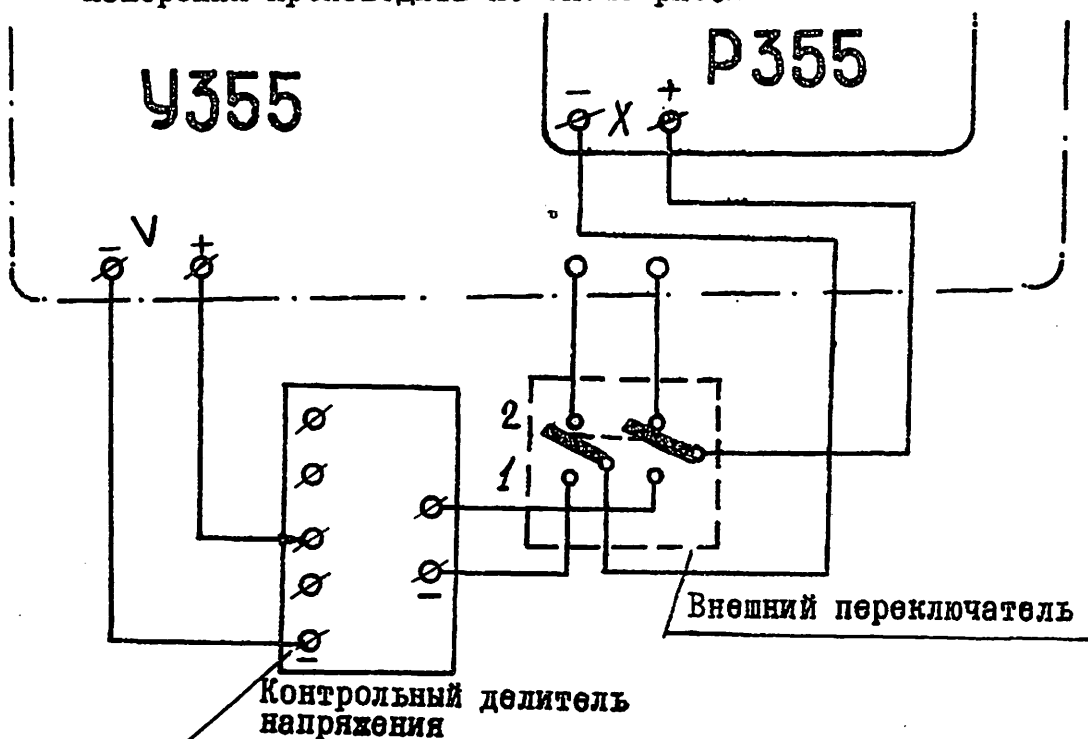 У355
Р355
- X +
- V +
2
1
-
-
Внешний переключатель
Контрольный делитель
напряжения